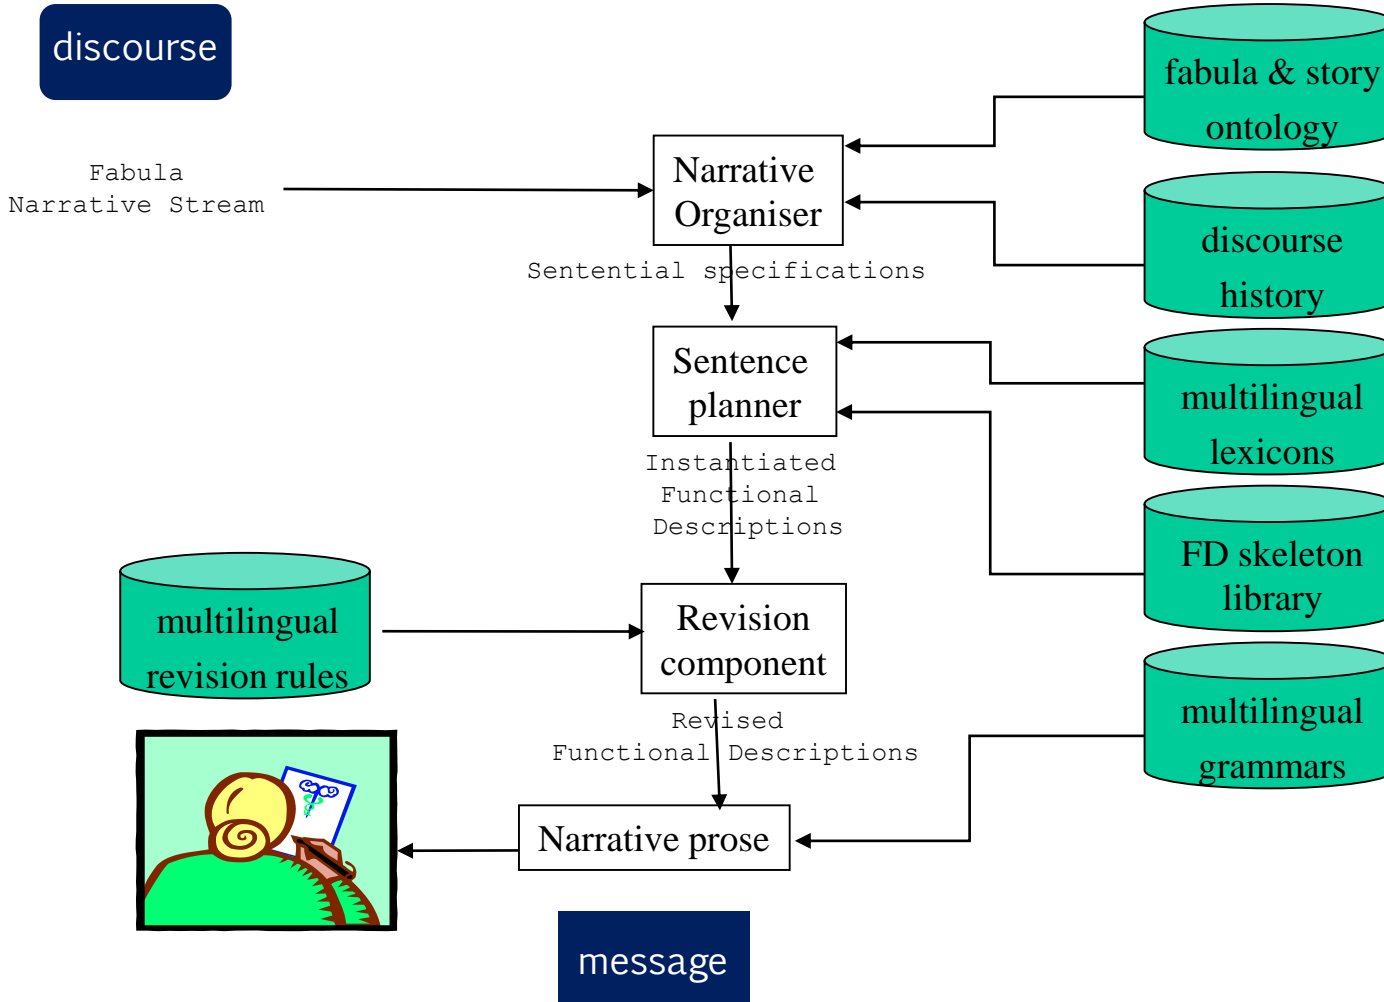 discourse
fabula & story
ontology
Fabula
Narrative Stream
Narrative
Organiser
discourse
history
Sentential specifications
Sentence
planner
multilingual
lexicons
Instantiated
Functional
Descriptions
FD skeleton
library
multilingual
revision rules
Revision
component
multilingual
grammars
Revised
Functional Descriptions
Narrative prose
message